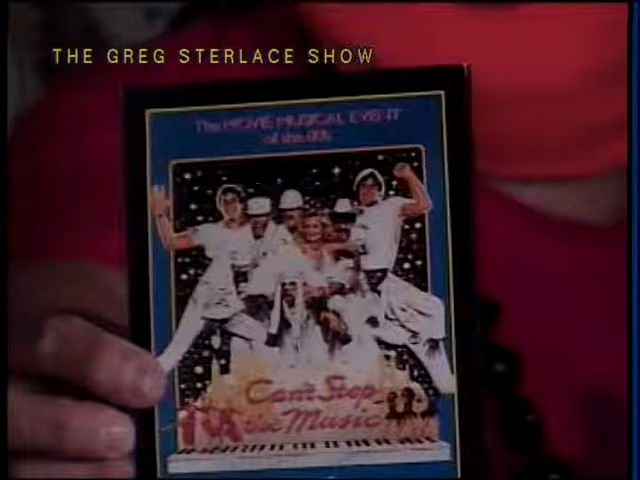 THE GREG STERLACE SHOW
The MOVIE MUSICAL EVENT
of the 80's
Can't Stop
the Music